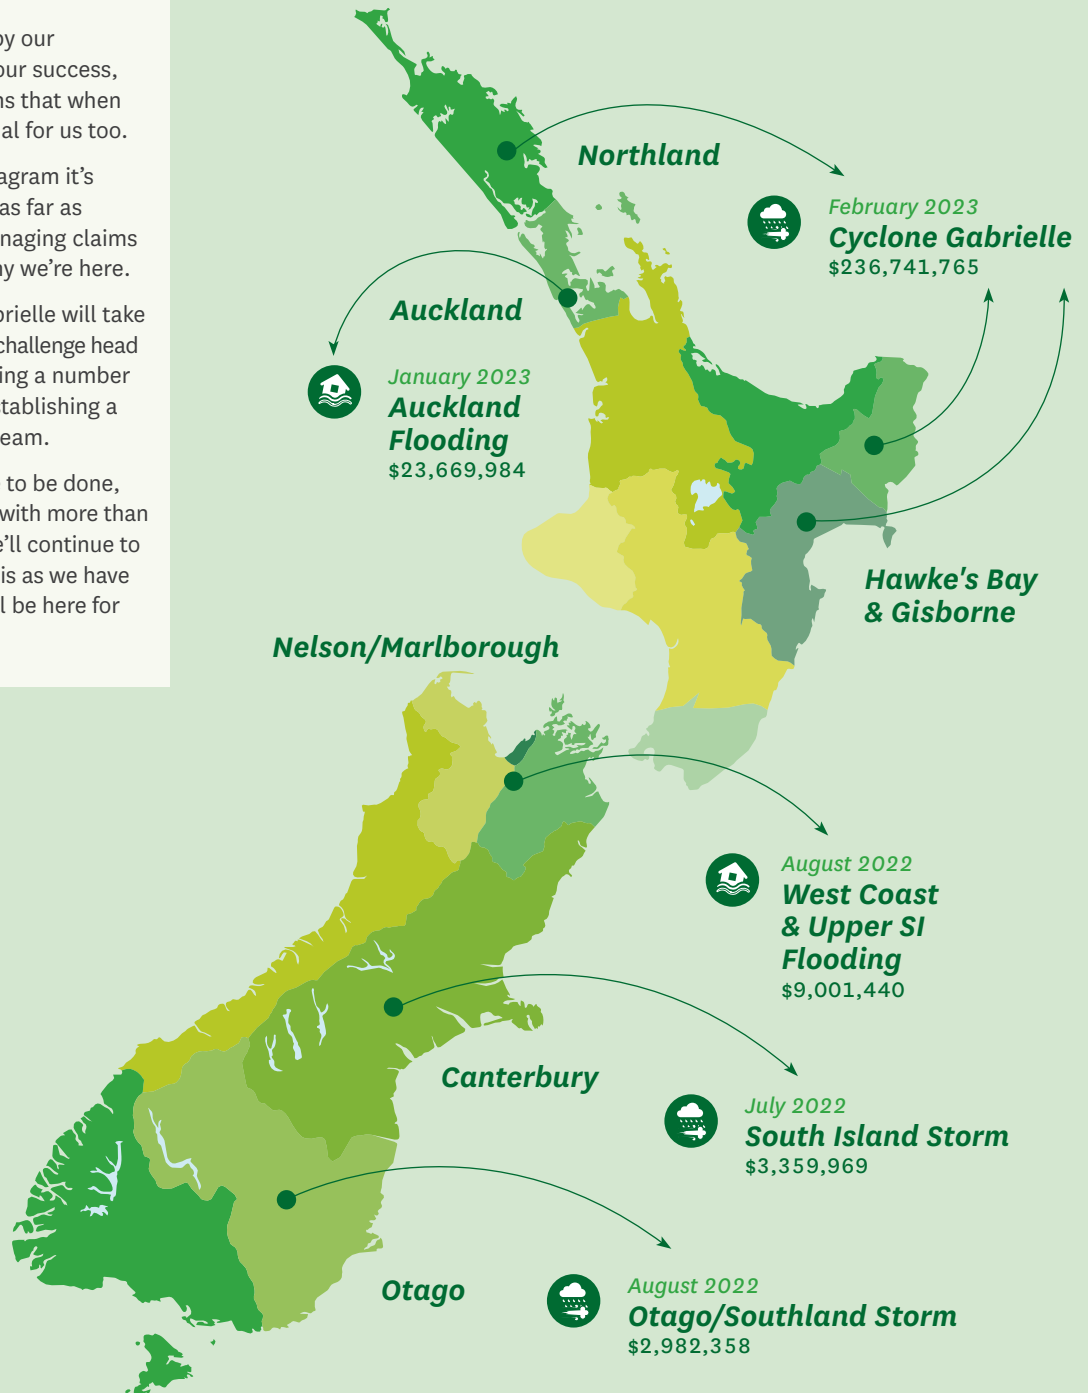 by our
our success,
ns that when
al for us too.
agram it's
as far as
naging claims
ny we're here.
brielle will take
challenge head
ing a number
tablishing a
eam.
to be done,
with more than
e'll continue to
is as we have
l be here for
Northland
February 2023
Cyclone Gabrielle
$236,741,765
Auckland
January 2023
Auckland
Flooding
$23,669,984
Hawke's Bay
& Gisborne
Nelson/Marlborough
August 2022
West Coast
& Upper SI
Flooding
$9,001,440
Canterbury
July 2022
South Island Storm
$3,359,969
Otago
August 2022
Otago/Southland Storm
$2,982,358